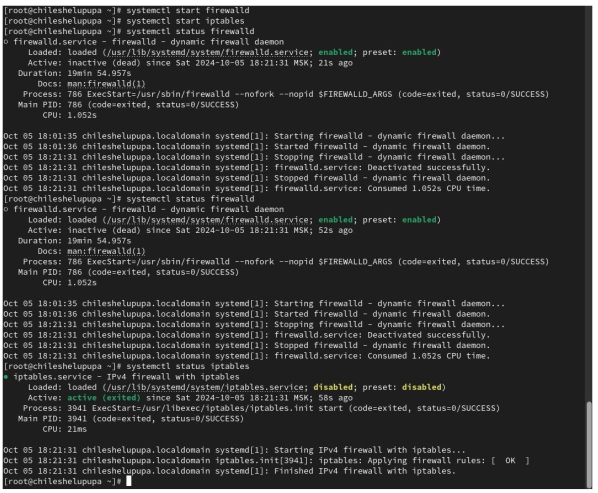 [root@chileshelupupa ~]# systemctl start firewalld
[root@chileshelupupa ~]# systemctl start iptables
[root@chileshelupupa ~]# systemctl status firewalld
○ firewalld.service - firewalld - dynamic firewall daemon
Loaded: loaded (/usr/lib/systemd/system/firewalld.service; enabled; preset: enabled)
Active: inactive (dead) since Sat 2024-10-05 18:21:31 MSK; 21s ago
Duration: 19min 54.957s
Docs: man:firewalld(1)
Process: 786 ExecStart=/usr/sbin/firewalld --nofork --nopid $FIREWALLD_ARGS (code=exited, status=0/SUCCESS)
Main PID: 786 (code=exited, status=0/SUCCESS)
CPU: 1.052s
Oct 05 18:01:35 chileshelupupa.localdomain systemd[1]: Starting firewalld - dynamic firewall daemon...
Oct 05 18:01:36 chileshelupupa.localdomain systemd[1]: Started firewalld - dynamic firewall daemon.
Oct 05 18:21:31 chileshelupupa.localdomain systemd[1]: Stopping firewalld - dynamic firewall daemon...
Oct 05 18:21:31 chileshelupupa.localdomain systemd[1]: firewalld.service: Deactivated successfully.
Oct 05 18:21:31 chileshelupupa.localdomain systemd[1]: Stopped firewalld - dynamic firewall daemon.
Oct 05 18:21:31 chileshelupupa.localdomain systemd[1]: firewalld.service: Consumed 1.052s CPU time.
[root@chileshelupupa ~]# systemctl status firewalld
○ firewalld.service - firewalld - dynamic firewall daemon
Loaded: loaded (/usr/lib/systemd/system/firewalld.service; enabled; preset: enabled)
Active: inactive (dead) since Sat 2024-10-05 18:21:31 MSK; 52s ago
Duration: 19min 54.957s
Docs: man:firewalld(1)
Process: 786 ExecStart=/usr/sbin/firewalld --nofork --nopid $FIREWALLD_ARGS (code=exited, status=0/SUCCESS)
Main PID: 786 (code=exited, status=0/SUCCESS)
CPU: 1.052s
Oct 05 18:01:35 chileshelupupa.localdomain systemd[1]: Starting firewalld - dynamic firewall daemon...
Oct 05 18:01:36 chileshelupupa.localdomain systemd[1]: Started firewalld - dynamic firewall daemon.
Oct 05 18:21:31 chileshelupupa.localdomain systemd[1]: Stopping firewalld - dynamic firewall daemon...
Oct 05 18:21:31 chileshelupupa.localdomain systemd[1]: firewalld.service: Deactivated successfully.
Oct 05 18:21:31 chileshelupupa.localdomain systemd[1]: Stopped firewalld - dynamic firewall daemon.
Oct 05 18:21:31 chileshelupupa.localdomain systemd[1]: firewalld.service: Consumed 1.052s CPU time.
[root@chileshelupupa ~]# systemctl status iptables
● iptables.service - IPv4 firewall with iptables
Loaded: loaded (/usr/lib/systemd/system/iptables.service; disabled; preset: disabled)
Active: active (exited) since Sat 2024-10-05 18:21:31 MSK; 58s ago
Process: 3941 ExecStart=/usr/libexec/iptables/iptables.init start (code=exited, status=0/SUCCESS)
Main PID: 3941 (code=exited, status=0/SUCCESS)
CPU: 21ms
Oct 05 18:21:31 chileshelupupa.localdomain systemd[1]: Starting IPv4 firewall with iptables...
Oct 05 18:21:31 chileshelupupa.localdomain iptables.init[3941]: iptables: Applying firewall rules: [  OK  ]
Oct 05 18:21:31 chileshelupupa.localdomain systemd[1]: Finished IPv4 firewall with iptables.
[root@chileshelupupa ~]#